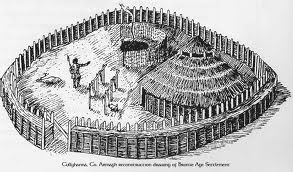 Cullyhanna, Co. Armagh reconstruction drawing of Bronze Age Settlement